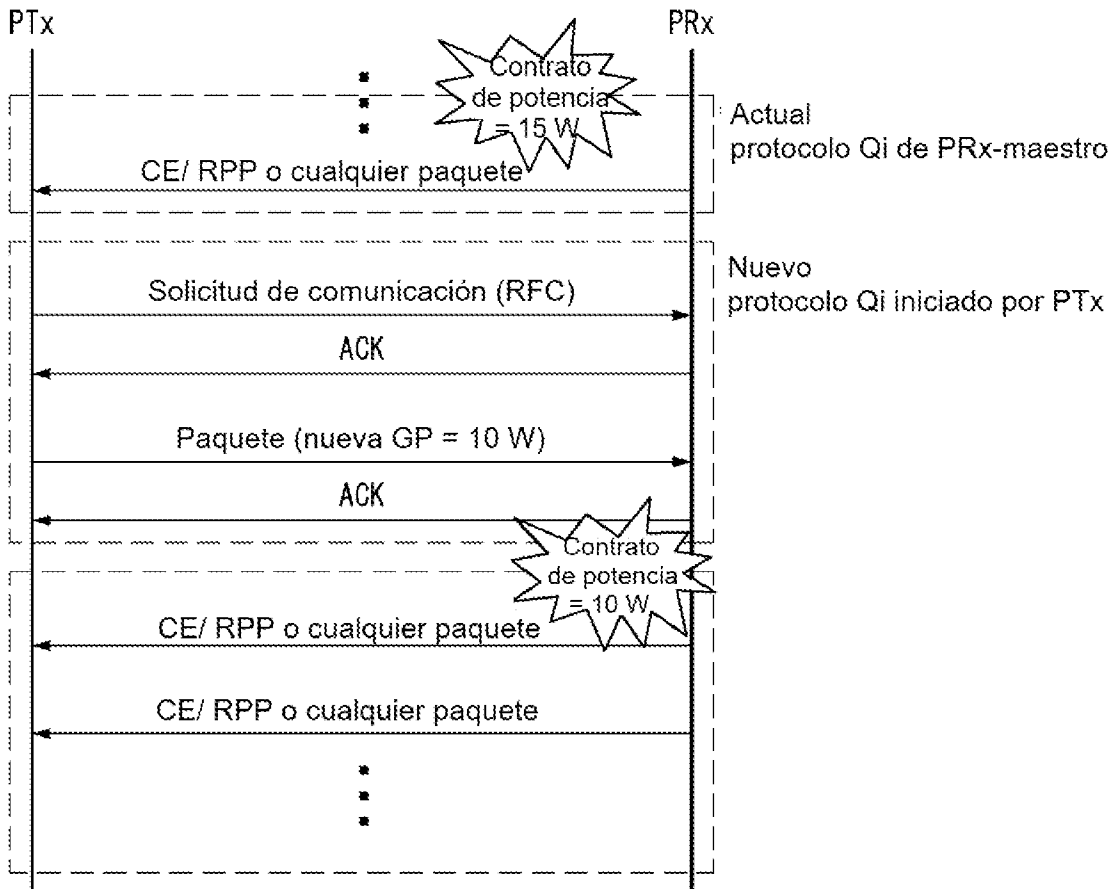 PTx
PRx
Contrato
de potencia
= 15 W
Actual
protocolo Qi de PRx-maestro
CE/ RPP o cualquier paquete
Nuevo
protocolo Qi iniciado por PTx
Solicitud de comunicación (RFC)
ACK
Paquete (nueva GP = 10 W)
ACK
Contrato
de potencia
= 10 W
CE/ RPP o cualquier paquete
CE/ RPP o cualquier paquete